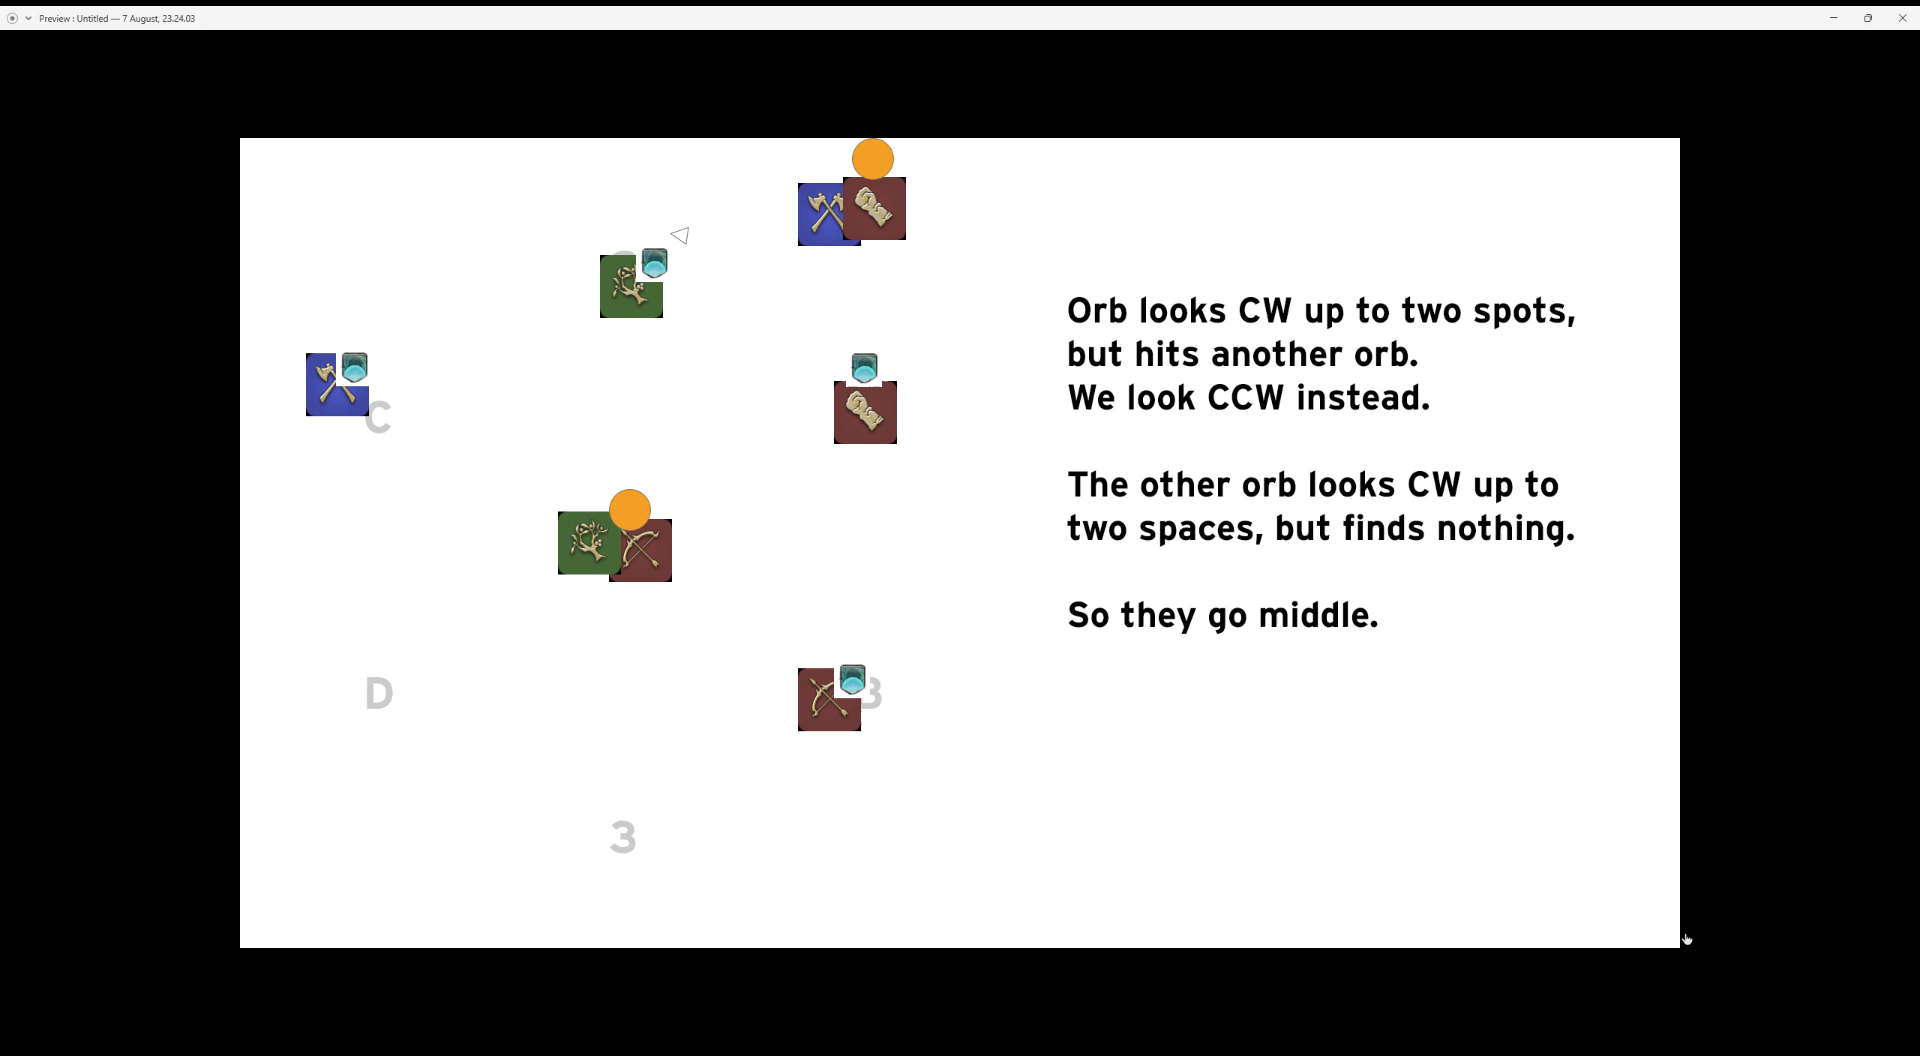 Preview : Untitled — 7 August, 23.24.03
Orb looks CW up to two spots,
but hits another orb.
We look CCW instead.
C
The other orb looks CW up to
two spaces, but finds nothing.
So they go middle.
D
3